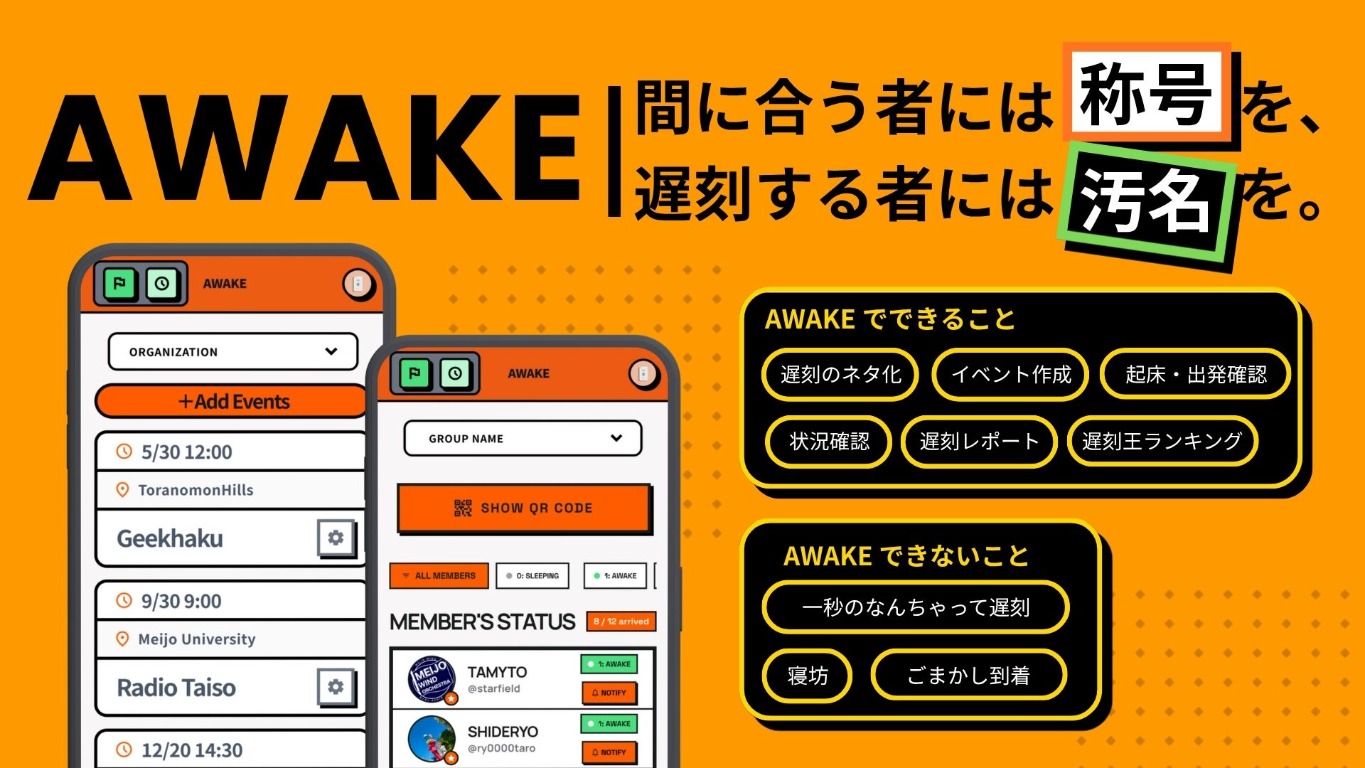 AWAKE
間に合う者には 称号 を、
遅刻する者には 汚名 を。
AWAKE
ORGANIZATION
+Add Events
5/30 12:00
ToranomonHills
Geekhaku
9/30 9:00
Meijo University
Radio Taiso
12/20 14:30
AWAKE
GROUP NAME
SHOW QR CODE
ALL MEMBERS
0: SLEEPING
1: AWAKE
MEMBER'S STATUS
8 / 12 arrived
MEIJO
WIND
ORCHESTRA
TAMYTO
@starfield
1: AWAKE
NOTIFY
SHIDERYO
@ry0000taro
1: AWAKE
NOTIFY
AWAKE でできること
遅刻のネタ化
イベント作成
起床・出発確認
状況確認
遅刻レポート
遅刻王ランキング
AWAKE できないこと
一秒のなんちゃって遅刻
寝坊
ごまかし到着